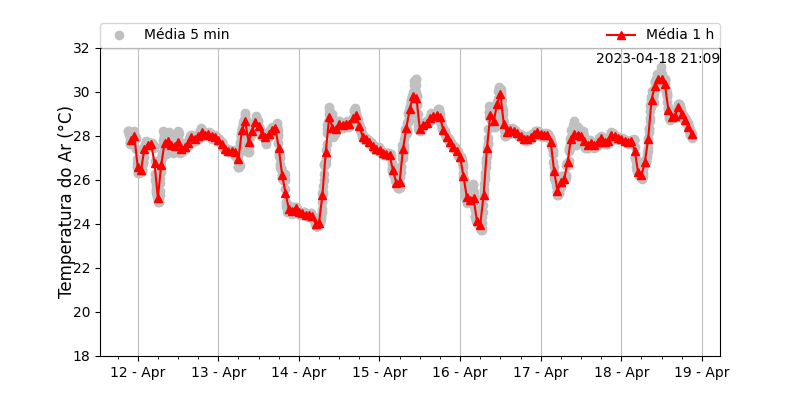 Média 5 min
Média 1 h
2023-04-18 21:09
Temperatura do Ar (°C)
32
30
28
26
24
22
20
18
12 - Apr
13 - Apr
14 - Apr
15 - Apr
16 - Apr
17 - Apr
18 - Apr
19 - Apr